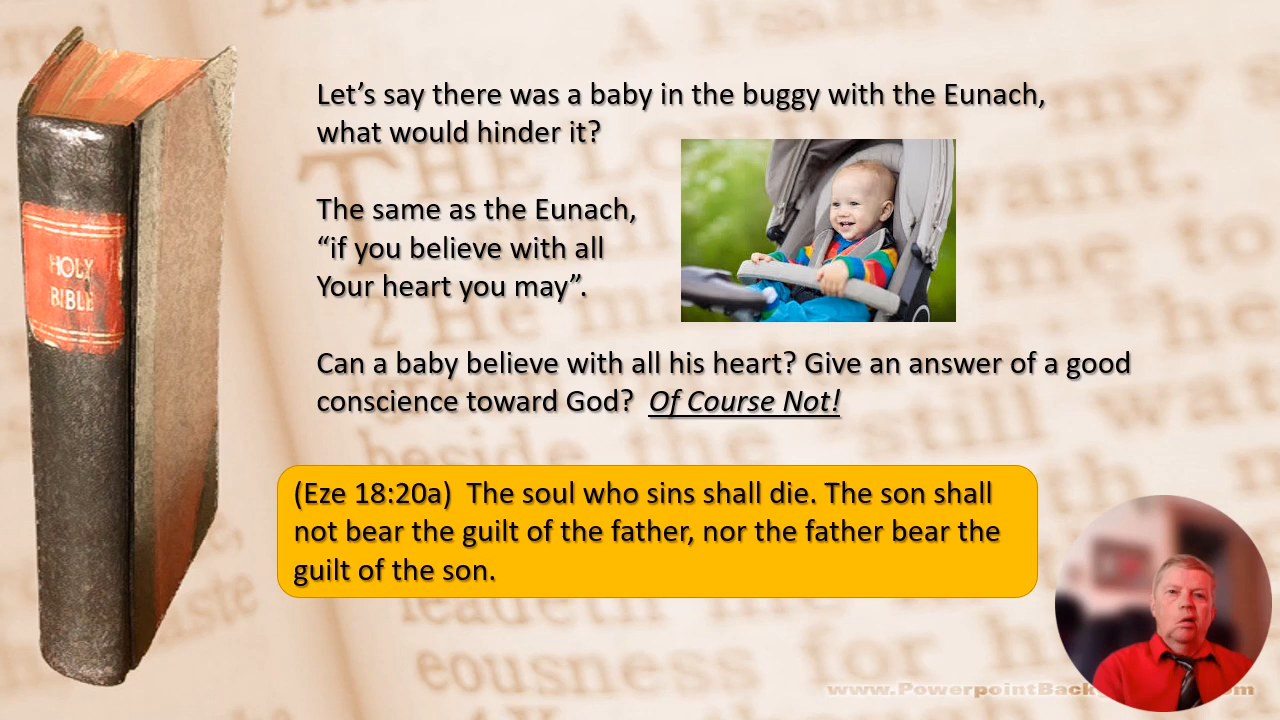 Let’s say there was a baby in the buggy with the Eunach,
what would hinder it?
The same as the Eunach,
“if you believe with all
Your heart you may”.
Can a baby believe with all his heart? Give an answer of a good
conscience toward God? Of Course Not!
(Eze 18:20a) The soul who sins shall die. The son shall
not bear the guilt of the father, nor the father bear the
guilt of the son.
HOLY
BIBLE